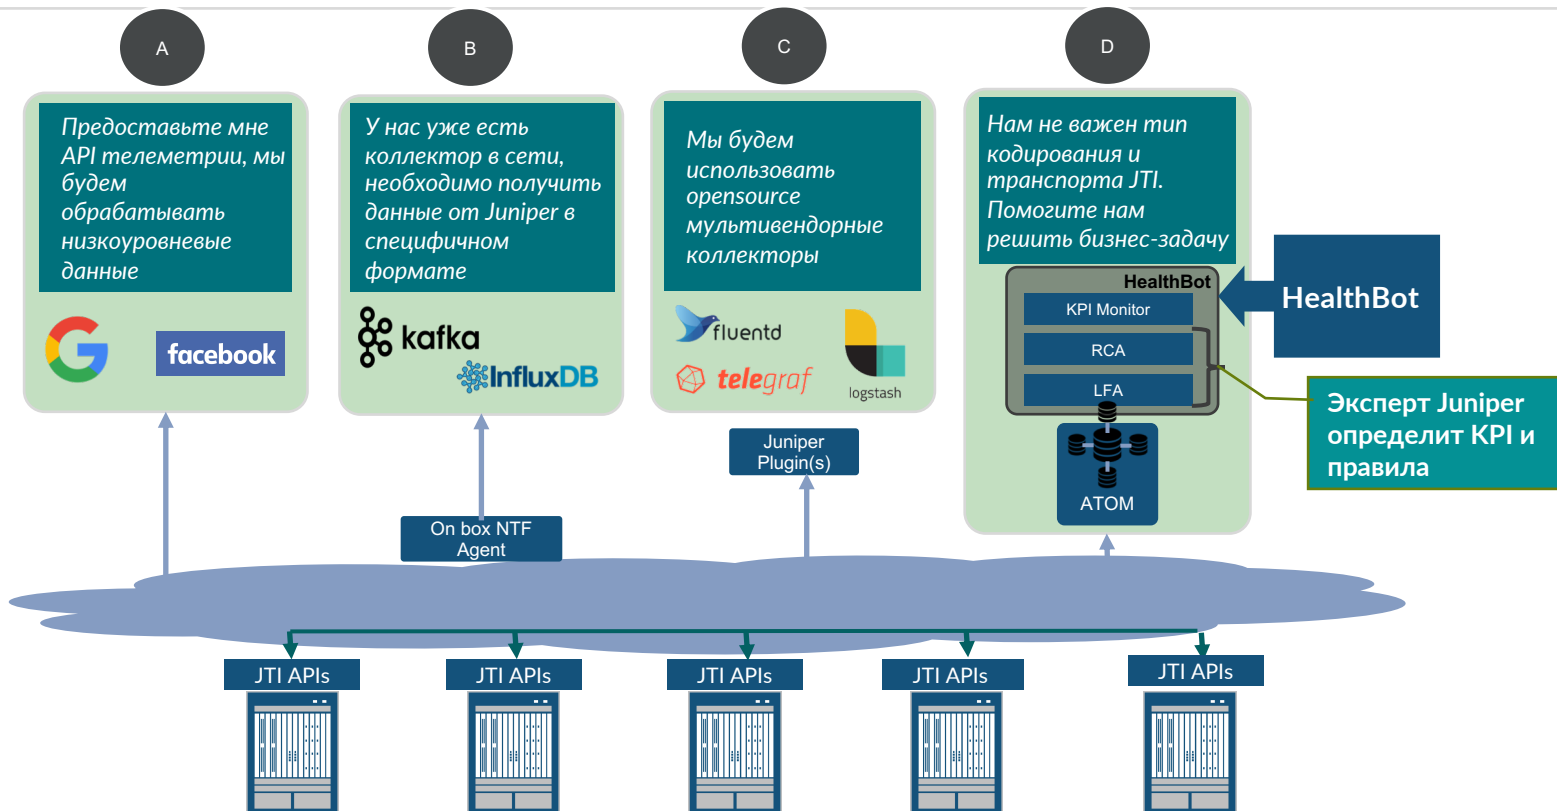 A
B
C
D
Предоставьте мне
API телеметрии, мы
будем
обрабатывать
низкоуровневые
данные
facebook
У нас уже есть
коллектор в сети,
необходимо получить
данные от Juniper в
специфичном
формате
kafka
InfluxDB
Мы будем
использовать
opensource
мультивендорные
коллекторы
fluentd
telegraf
logstash
Нам не важен тип
кодирования и
транспорта JTI.
Помогите нам
решить бизнес-задачу
HealthBot
KPI Monitor
RCA
LFA
ATOM
HealthBot
Эксперт Juniper
определит KPI и
правила
Juniper
Plugin(s)
On box NTF
Agent
JTI APIs
JTI APIs
JTI APIs
JTI APIs
JTI APIs